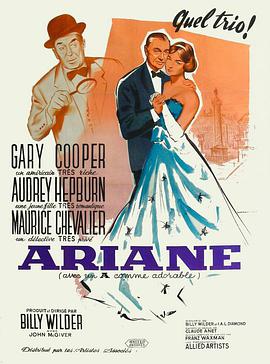 Quel trio!
GARY COOPER
un américain TRÈS riche
AUDREY HEPBURN
une jeune fille TRÈS romantique
MAURICE CHEVALIER
un détective TRÈS privé
ARIANE
(avec un A comme adorable)
PRODUIT ET DIRIGÉ PAR
BILLY WILDER
JOHN McGIVER
BILLY WILDER et I.A.L. DIAMOND
CLAUDE ANET
FRANZ WAXMAN
ALLIED ARTISTS
Distribué par les Artistes Associés